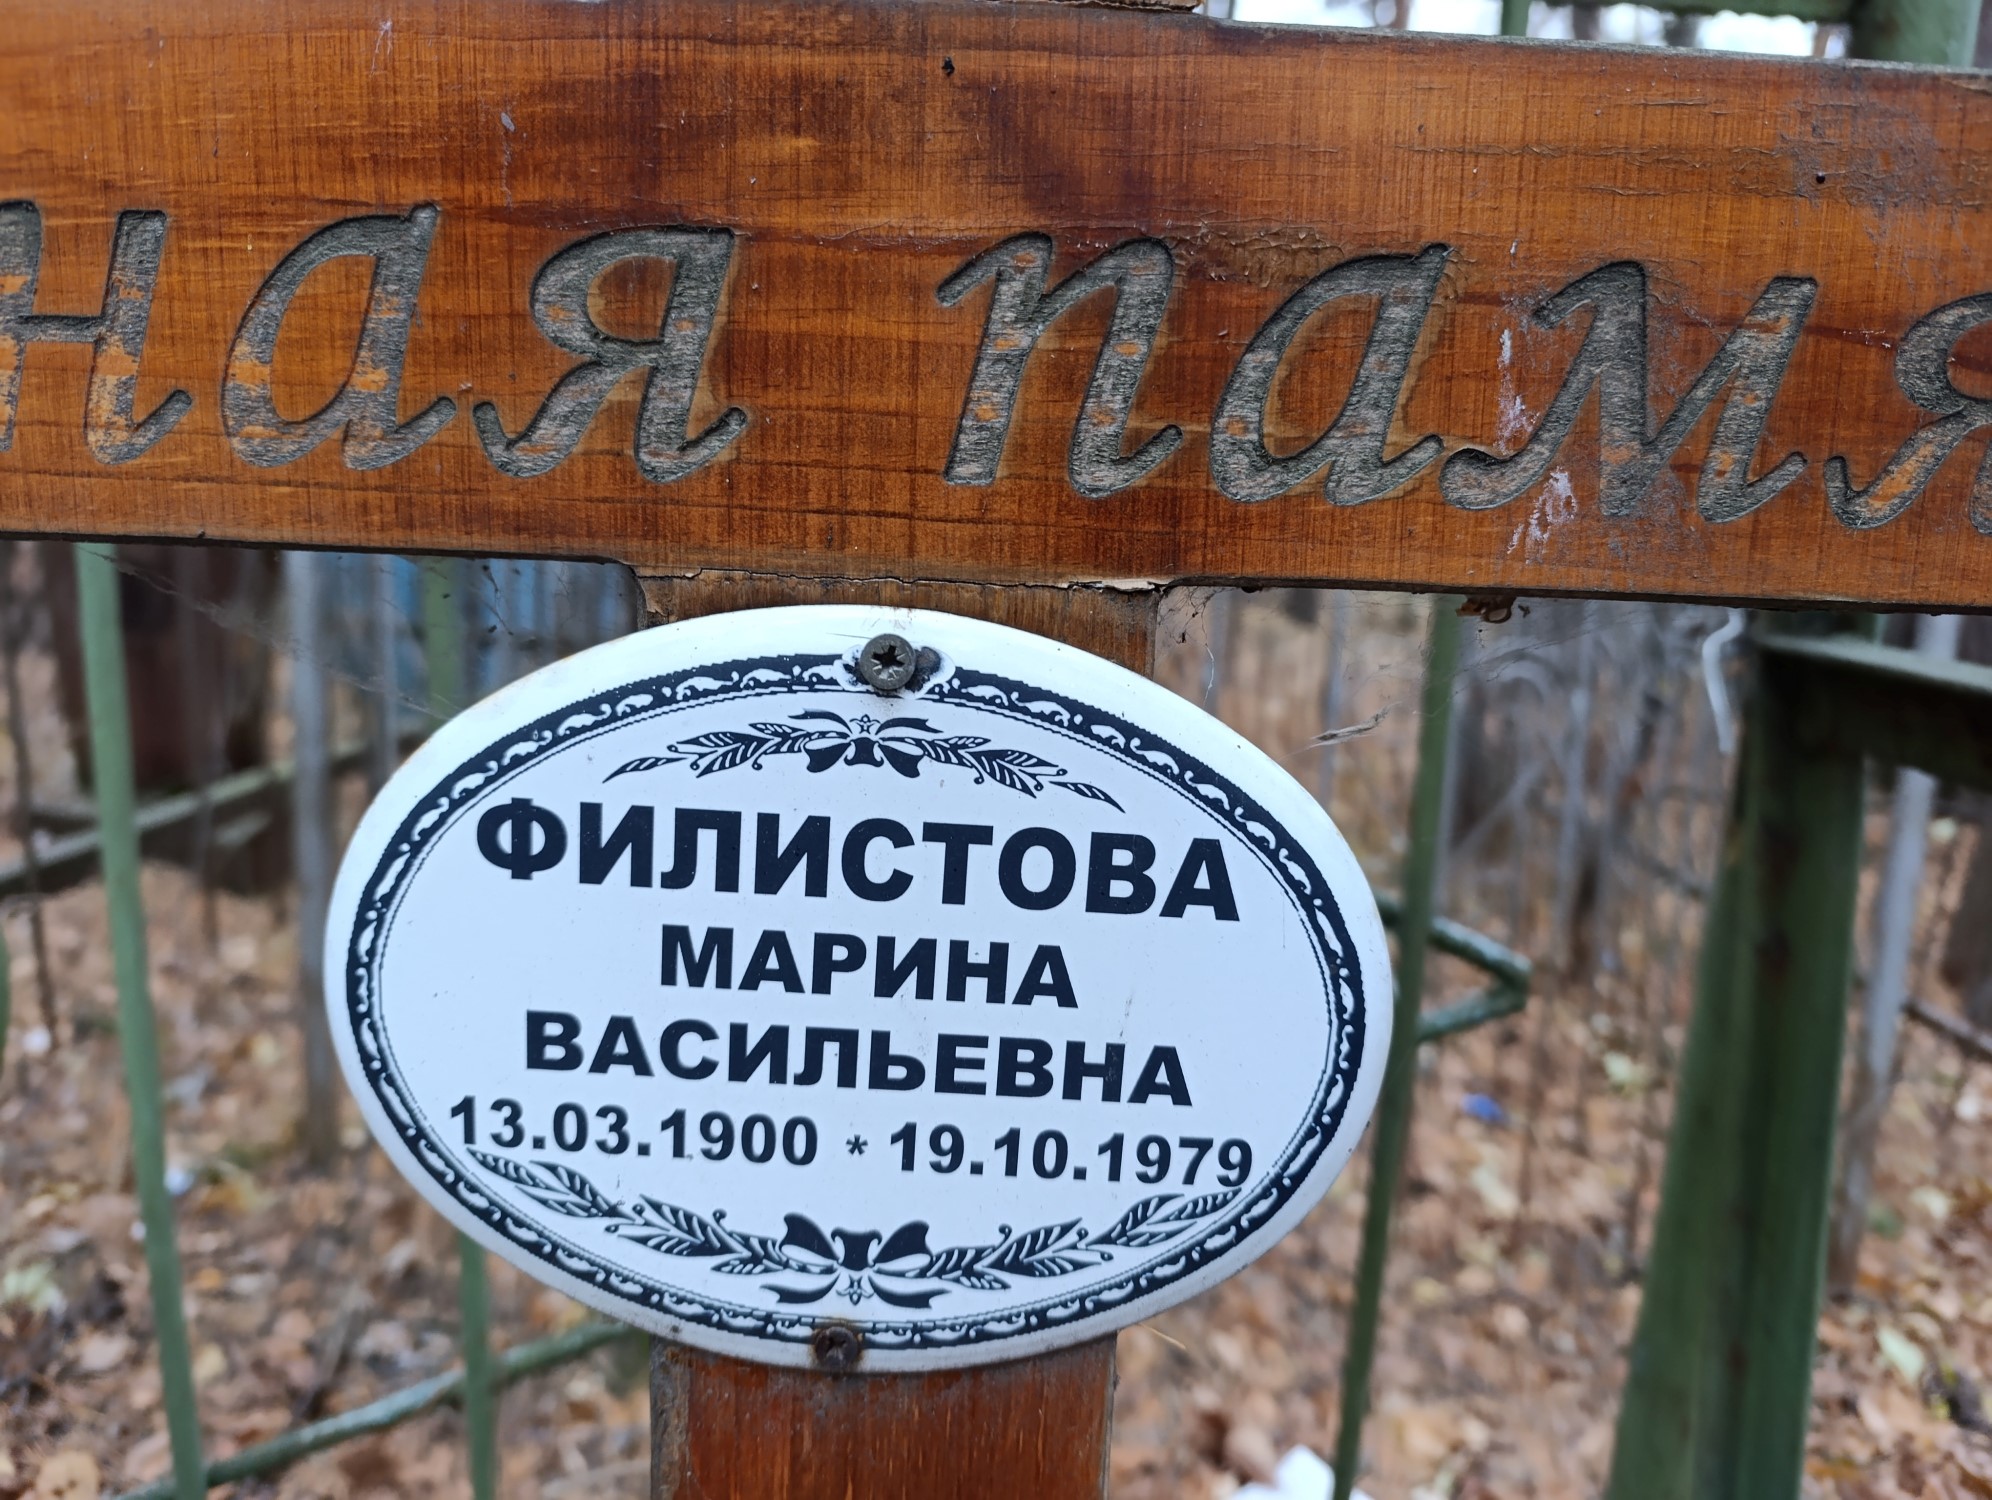 ная памя
ФИЛИСТОВА
МАРИНА
ВАСИЛЬЕВНА
13.03.1900 * 19.10.1979